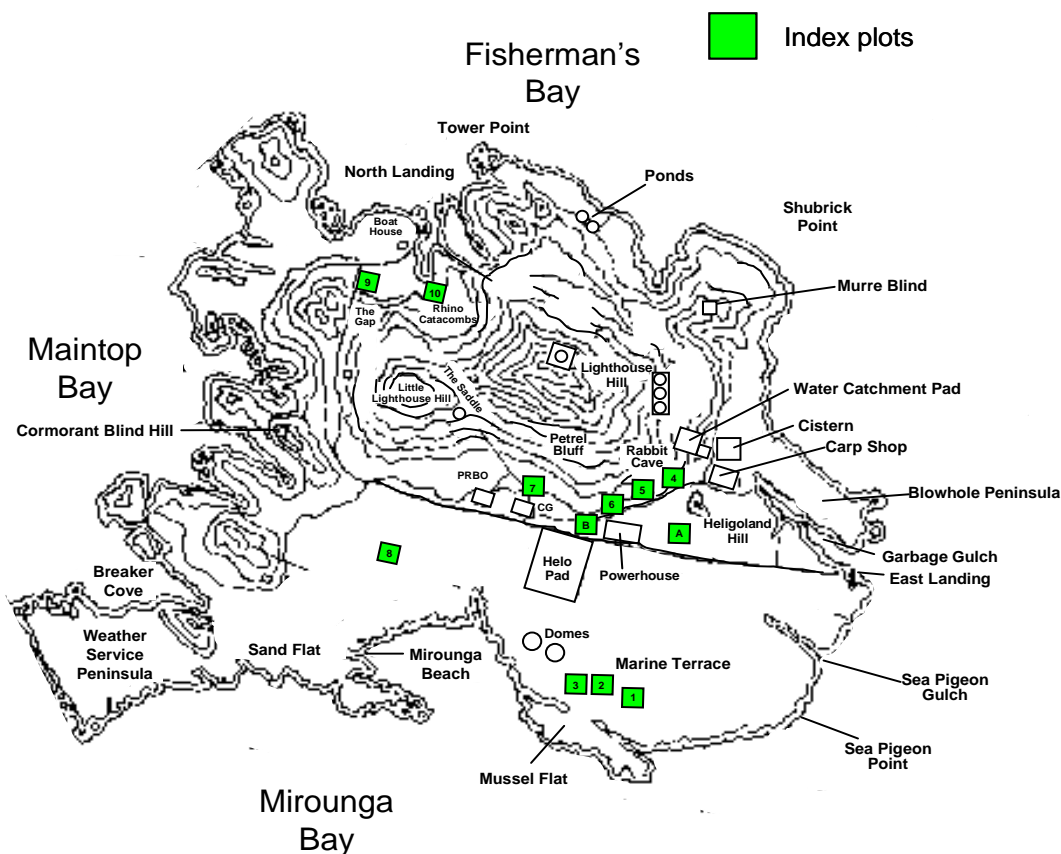 Index plots
Fisherman's
Bay
Tower Point
North Landing
Ponds
Boat
House
Shubrick
Point
Murre Blind
9
10
The
Gap
Rhino
Catacombs
Maintop
Bay
Lighthouse
Hill
The Saddle
Little
Lighthouse Hill
Water Catchment Pad
Cistern
Carp Shop
Cormorant Blind Hill
Petrel
Bluff
Rabbit
Cave
4
PRBO
7
5
Blowhole Peninsula
CG
6
B
A
Heligoland
Hill
8
Helo
Pad
Powerhouse
Garbage Gulch
East Landing
Breaker
Cove
Weather
Service
Peninsula
Sand Flat
Mirounga
Beach
Domes
Marine Terrace
3
2
1
Sea Pigeon
Gulch
Sea Pigeon
Point
Mussel Flat
Mirounga
Bay